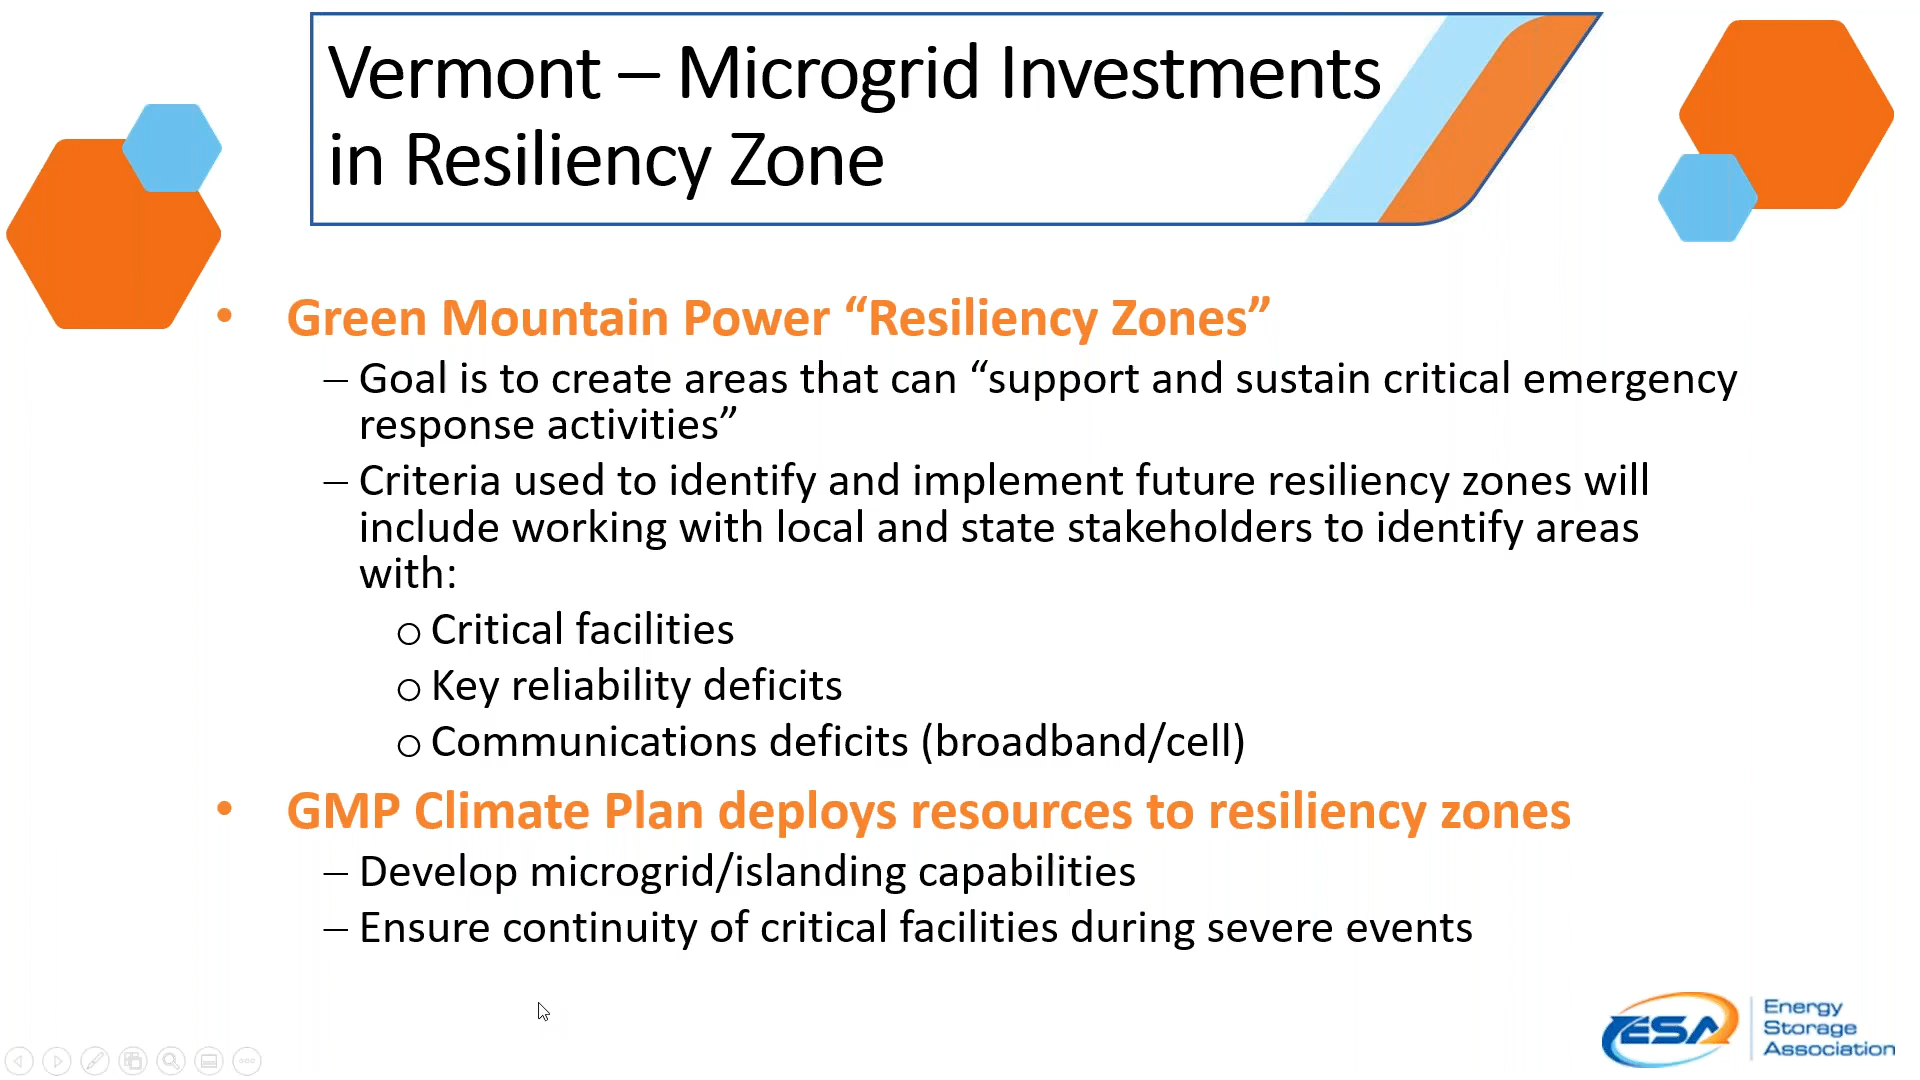 Vermont – Microgrid Investments
in Resiliency Zone
• Green Mountain Power “Resiliency Zones”
– Goal is to create areas that can “support and sustain critical emergency
response activities”
– Criteria used to identify and implement future resiliency zones will
include working with local and state stakeholders to identify areas
with:
o Critical facilities
o Key reliability deficits
o Communications deficits (broadband/cell)
• GMP Climate Plan deploys resources to resiliency zones
– Develop microgrid/islanding capabilities
– Ensure continuity of critical facilities during severe events
ESA
Energy
Storage
Association